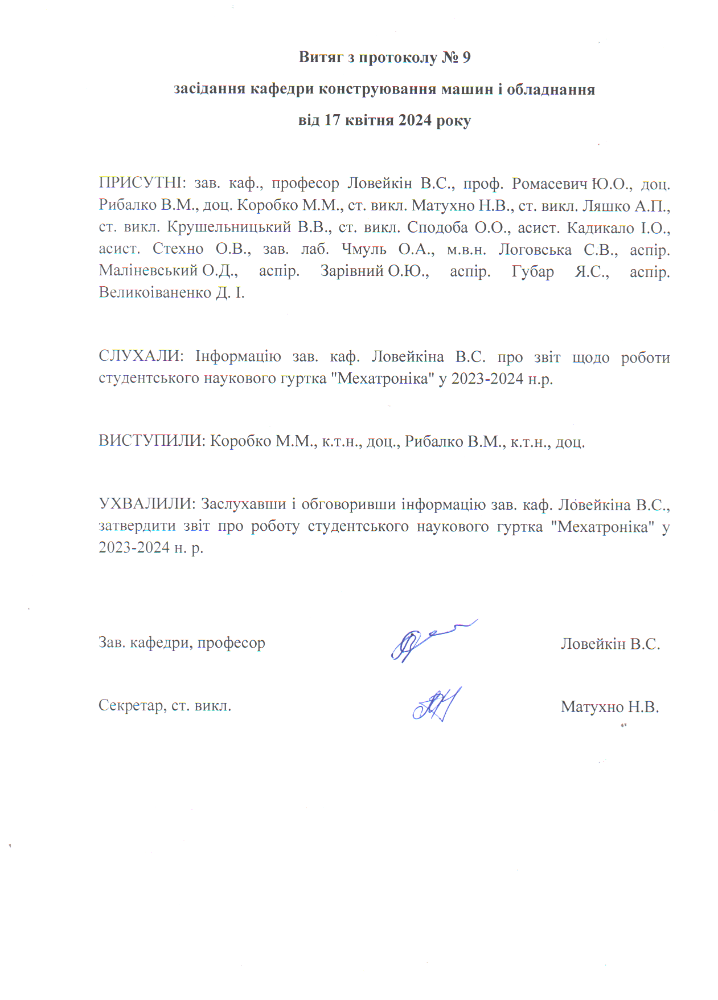 Витяг з протоколу № 9
засідання кафедри конструювання машин і обладнання
від 17 квітня 2024 року
ПРИСУТНІ: зав. каф., професор Ловейкін В.С., проф. Ромасевич Ю.О., доц.
Рибалко В.М., доц. Коробко М.М., ст. викл. Матухно Н.В., ст. викл. Ляшко А.П.,
ст. викл. Крушельницький В.В., ст. викл. Сподоба О.О., асист. Кадикало І.О.,
асист. Стехно О.В., зав. лаб. Чмуль О.А., м.в.н. Логовська С.В., аспір.
Маліневський О.Д., аспір. Зарівний О.Ю., аспір. Губар Я.С., аспір.
Великоіваненко Д. І.
СЛУХАЛИ: Інформацію зав. каф. Ловейкіна В.С. про звіт щодо роботи
студентського наукового гуртка "Мехатроніка" у 2023-2024 н.р.
ВИСТУПИЛИ: Коробко М.М., к.т.н., доц., Рибалко В.М., к.т.н., доц.
УХВАЛИЛИ: Заслухавши і обговоривши інформацію зав. каф. Ловейкіна В.С.,
затвердити звіт про роботу студентського наукового гуртка "Мехатроніка" у
2023-2024 н. р.
Зав. кафедри, професор Ловейкін В.С.
Секретар, ст. викл. Матухно Н.В.